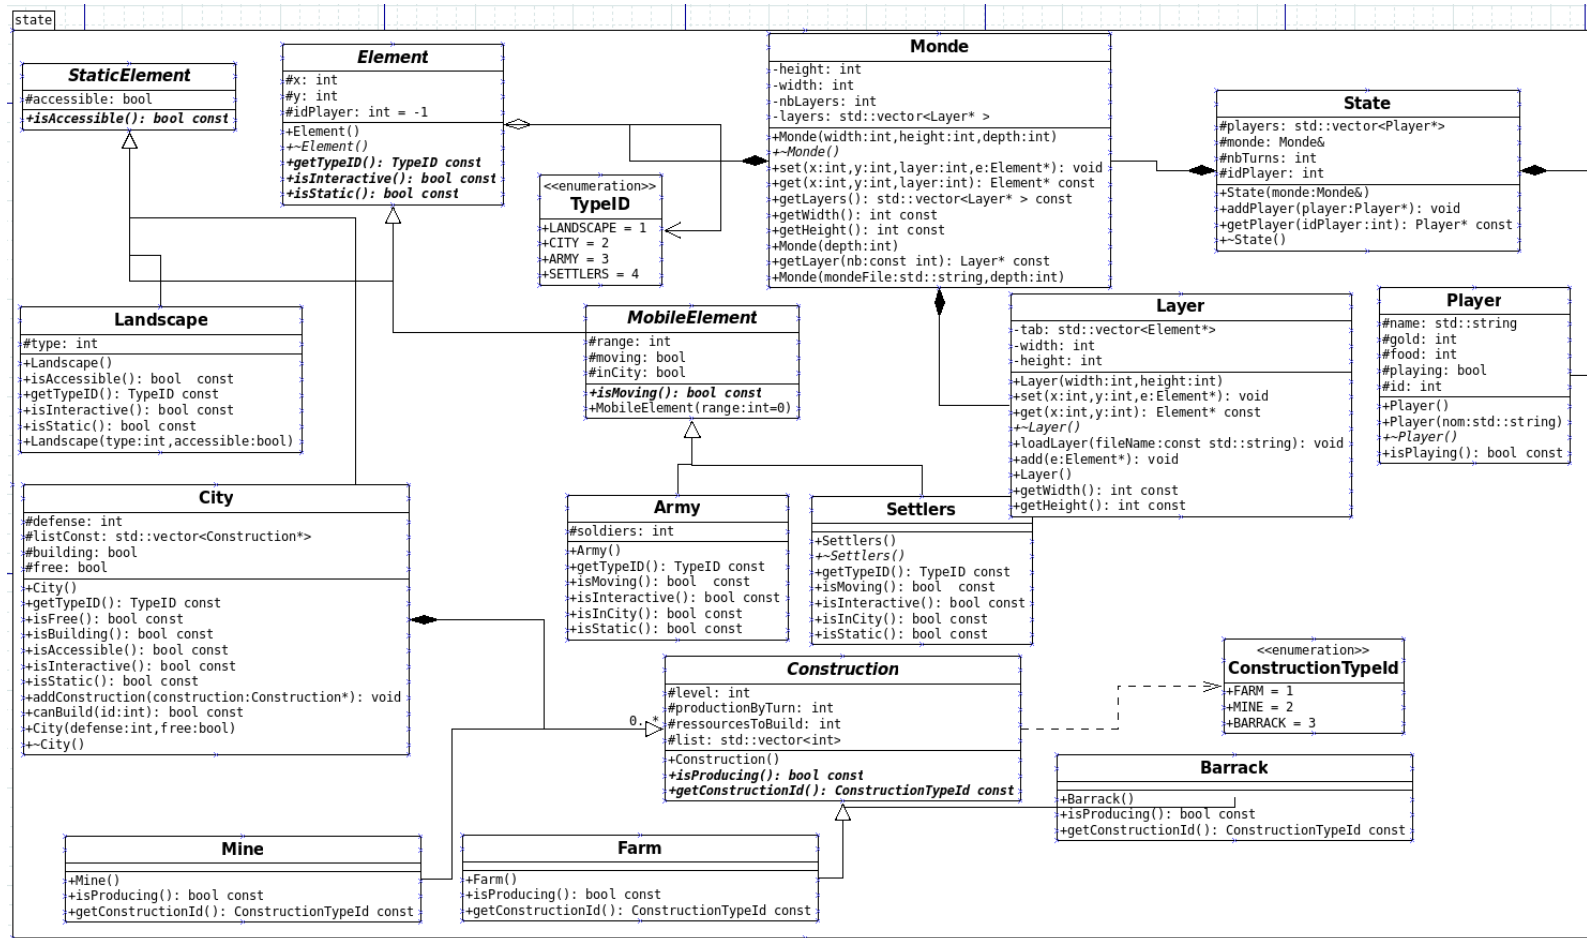 state
StaticElement
#accessible: bool
+isAccessible(): bool const
Element
#x: int
#y: int
#idPlayer: int = -1
+Element()
+~Element()
+getTypeID(): TypeID const
+isInteractive(): bool const
+isStatic(): bool const
<<enumeration>>
TypeID
+LANDSCAPE = 1
+CITY = 2
+ARMY = 3
+SETTLERS = 4
Monde
-height: int
-width: int
-nbLayers: int
-layers: std::vector<Layer* >
+Monde(width:int,height:int,depth:int)
+~Monde()
+set(x:int,y:int,layer:int,e:Element*): void
+get(x:int,y:int,layer:int): Element* const
+getLayers(): std::vector<Layer* > const
+getWidth(): int const
+getHeight(): int const
+Monde(depth:int)
+getLayer(nb:const int): Layer* const
+Monde(mondeFile:std::string,depth:int)
State
#players: std::vector<Player*>
#monde: Monde&
#nbTurns: int
#idPlayer: int
+State(monde:Monde&)
+addPlayer(player:Player*): void
+getPlayer(idPlayer:int): Player* const
+~State()
Landscape
#type: int
+Landscape()
+isAccessible(): bool  const
+getTypeID(): TypeID const
+isInteractive(): bool const
+isStatic(): bool const
+Landscape(type:int,accessible:bool)
MobileElement
#range: int
#moving: bool
#inCity: bool
+isMoving(): bool const
+MobileElement(range:int=0)
Layer
-tab: std::vector<Element*>
-width: int
-height: int
+Layer(width:int,height:int)
+set(x:int,y:int,e:Element*): void
+get(x:int,y:int): Element* const
+~Layer()
+loadLayer(fileName:const std::string): void
+add(e:Element*): void
+Layer()
+getWidth(): int const
+getHeight(): int const
Player
#name: std::string
#gold: int
#food: int
#playing: bool
#id: int
+Player()
+Player(nom:std::string)
+~Player()
+isPlaying(): bool const
City
#defense: int
#listConst: std::vector<Construction*>
#building: bool
#free: bool
+City()
+getTypeID(): TypeID const
+isFree(): bool const
+isBuilding(): bool const
+isAccessible(): bool const
+isInteractive(): bool const
+isStatic(): bool const
+addConstruction(construction:Construction*): void
+canBuild(id:int): bool const
+City(defense:int,free:bool)
+~City()
Army
#soldiers: int
+Army()
+getTypeID(): TypeID const
+isMoving(): bool  const
+isInteractive(): bool const
+isInCity(): bool const
+isStatic(): bool const
Settlers
+Settlers()
+~Settlers()
+getTypeID(): TypeID const
+isMoving(): bool  const
+isInteractive(): bool const
+isInCity(): bool const
+isStatic(): bool const
0..*
Construction
#level: int
#productionByTurn: int
#ressourcesToBuild: int
#list: std::vector<int>
+Construction()
+isProducing(): bool const
+getConstructionId(): ConstructionTypeId const
<<enumeration>>
ConstructionTypeId
+FARM = 1
+MINE = 2
+BARRACK = 3
Barrack
+Barrack()
+isProducing(): bool const
+getConstructionId(): ConstructionTypeId const
Mine
+Mine()
+isProducing(): bool const
+getConstructionId(): ConstructionTypeId const
Farm
+Farm()
+isProducing(): bool const
+getConstructionId(): ConstructionTypeId const